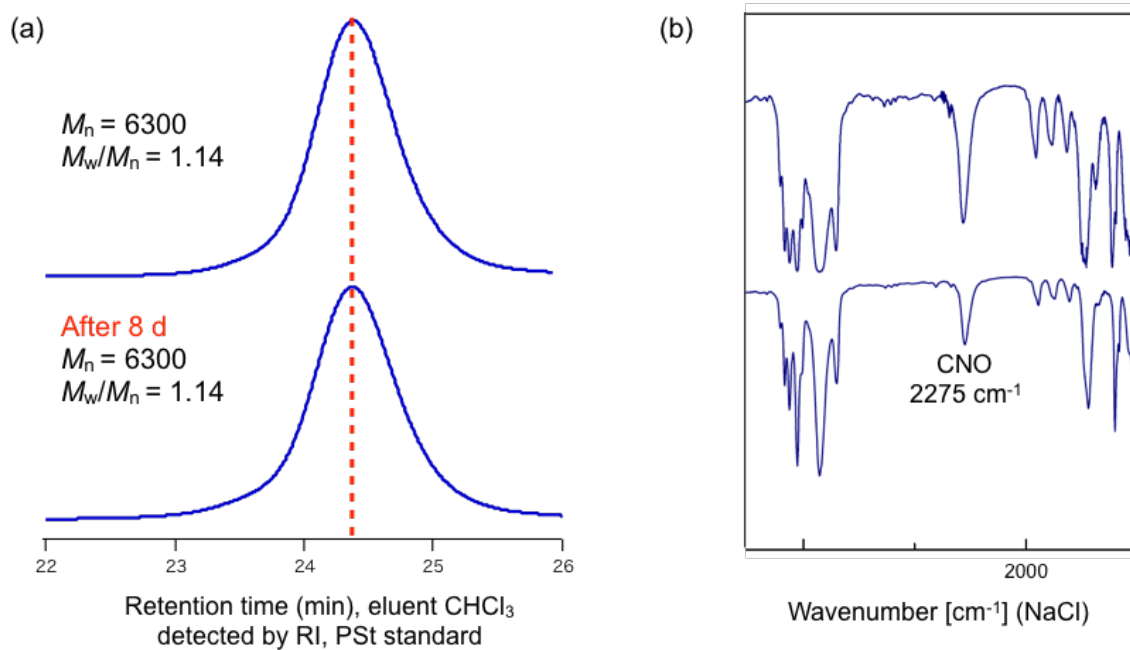 (a)
Mn = 6300
Mw/Mn = 1.14
After 8 d
Mn = 6300
Mw/Mn = 1.14
22 23 24 25 26
Retention time (min), eluent CHCl3
detected by RI, PSt standard
(b)
CNO
2275 cm-1
2000
Wavenumber [cm-1] (NaCl)